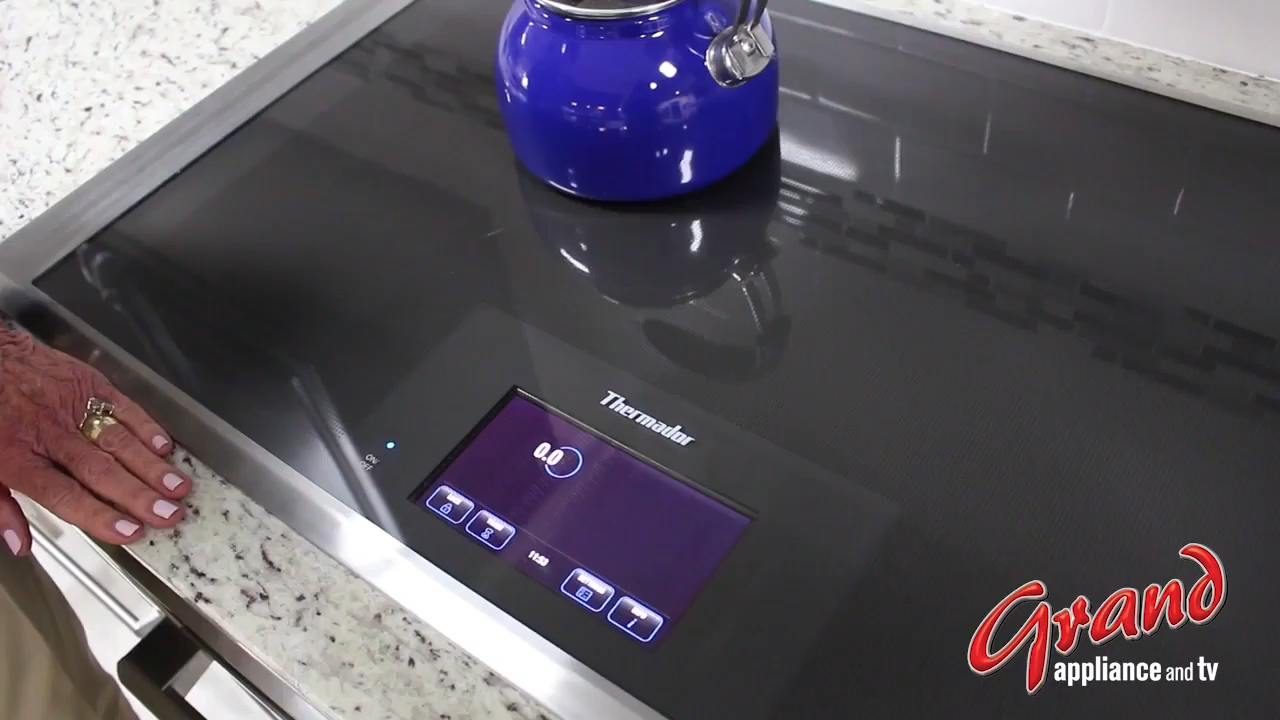 Thermador
0.0
ON/
OFF
11:53
Grand
appliance and tv